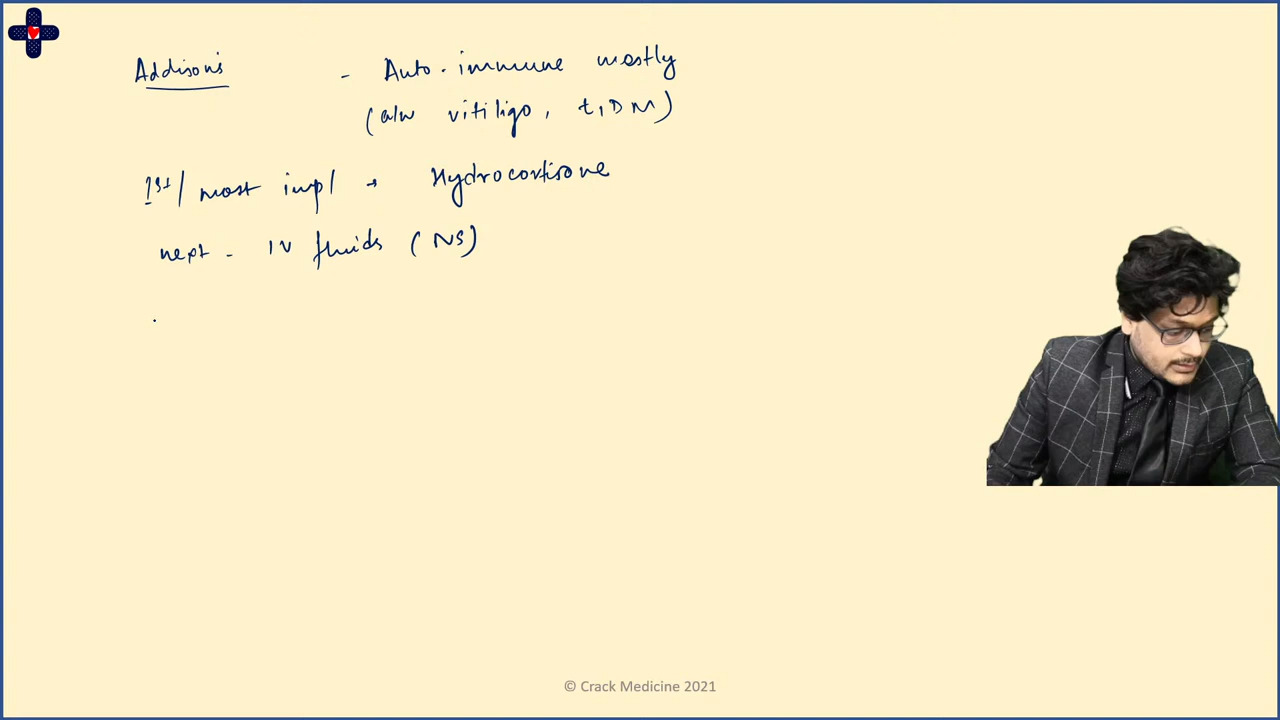 Addison's - Auto-immune mostly
(a/w vitiligo, t1DM)
1st/most impt → Hydrocortisone
next - IV fluids (NS)
© Crack Medicine 2021